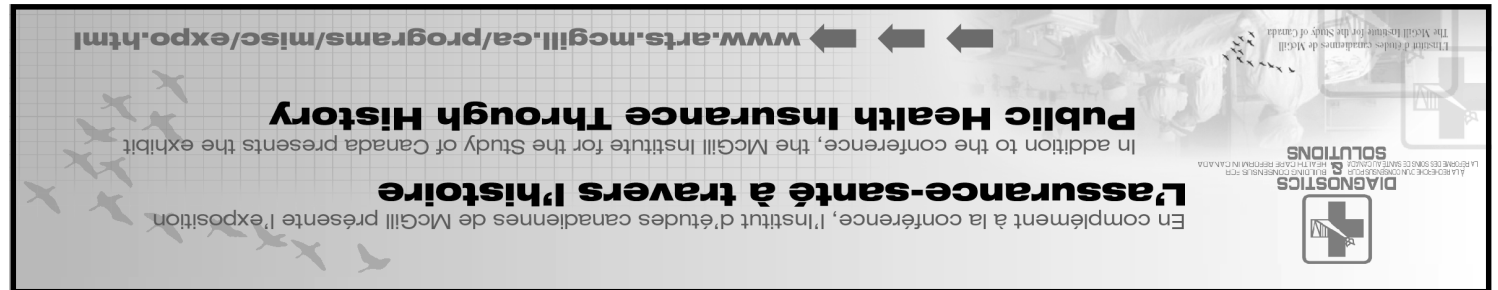 En complément à la conférence, l'Institut d'études canadiennes de McGill présente l'exposition
L'assurance-santé à travers l'histoire
In addition to the conference, the McGill Institute for the Study of Canada presents the exhibit
Public Health Insurance Through History
www.arts.mcgill.ca/programs/misc/expo.html
DIAGNOSTICS
&
SOLUTIONS
À LA RECHERCHE D'UN CONSENSUS POUR
LA RÉFORME DES SOINS DE SANTÉ AU CANADA
BUILDING CONSENSUS FOR
HEALTH CARE REFORM IN CANADA
L'Institut d'études canadiennes de McGill
The McGill Institute for the Study of Canada